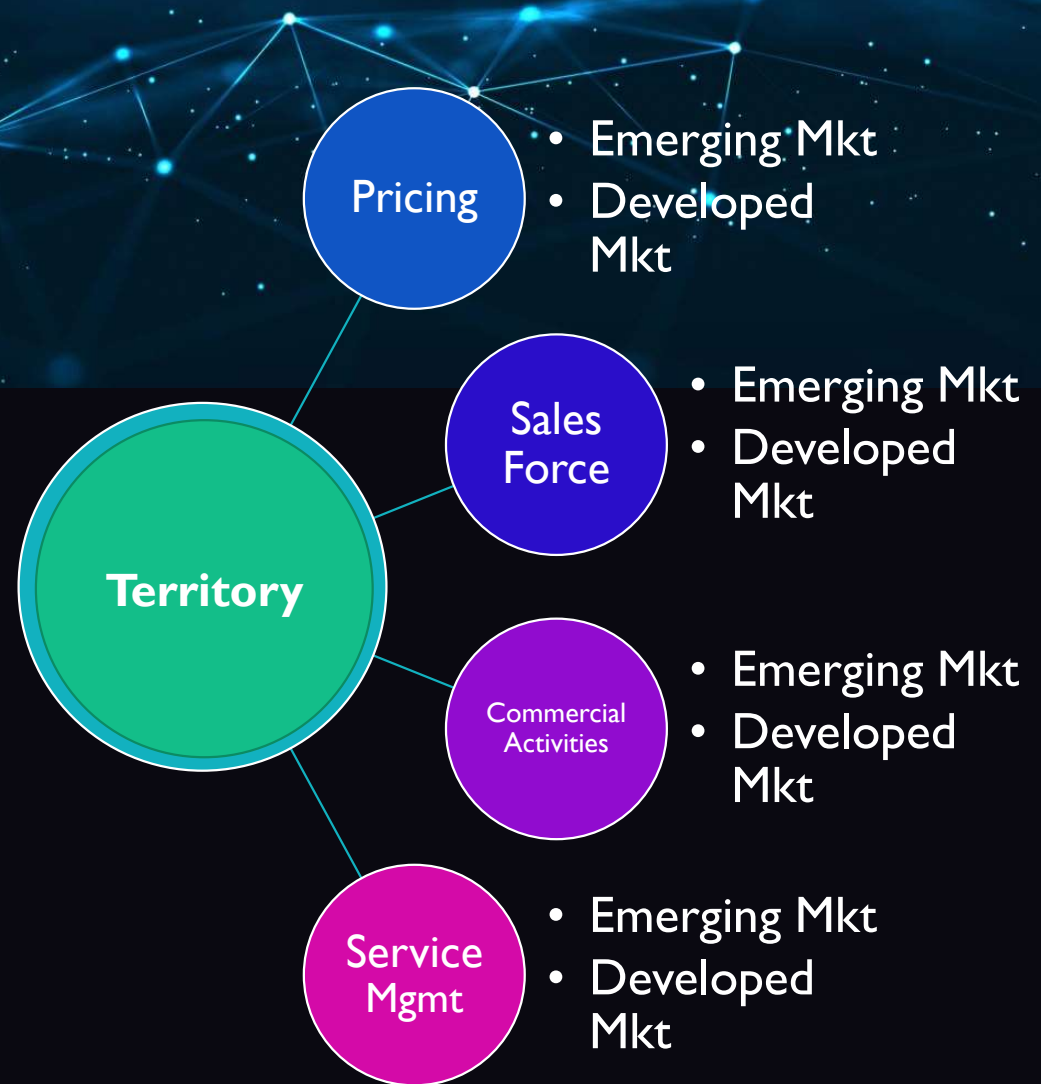 Pricing
• Emerging Mkt
• Developed
Mkt
Sales
Force
• Emerging Mkt
• Developed
Mkt
Territory
Commercial
Activities
• Emerging Mkt
• Developed
Mkt
Service
Mgmt
• Emerging Mkt
• Developed
Mkt